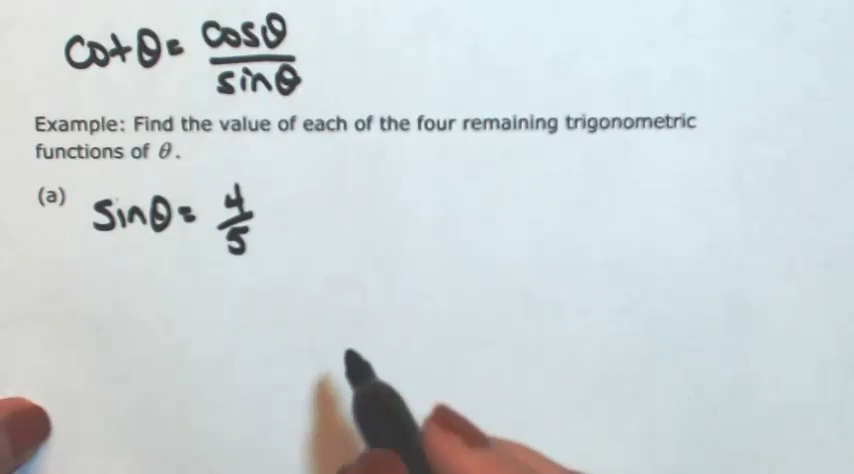 cotθ = cosθ/sinθ
Example: Find the value of each of the four remaining trigonometric
functions of θ.
(a) sinθ = 4/5